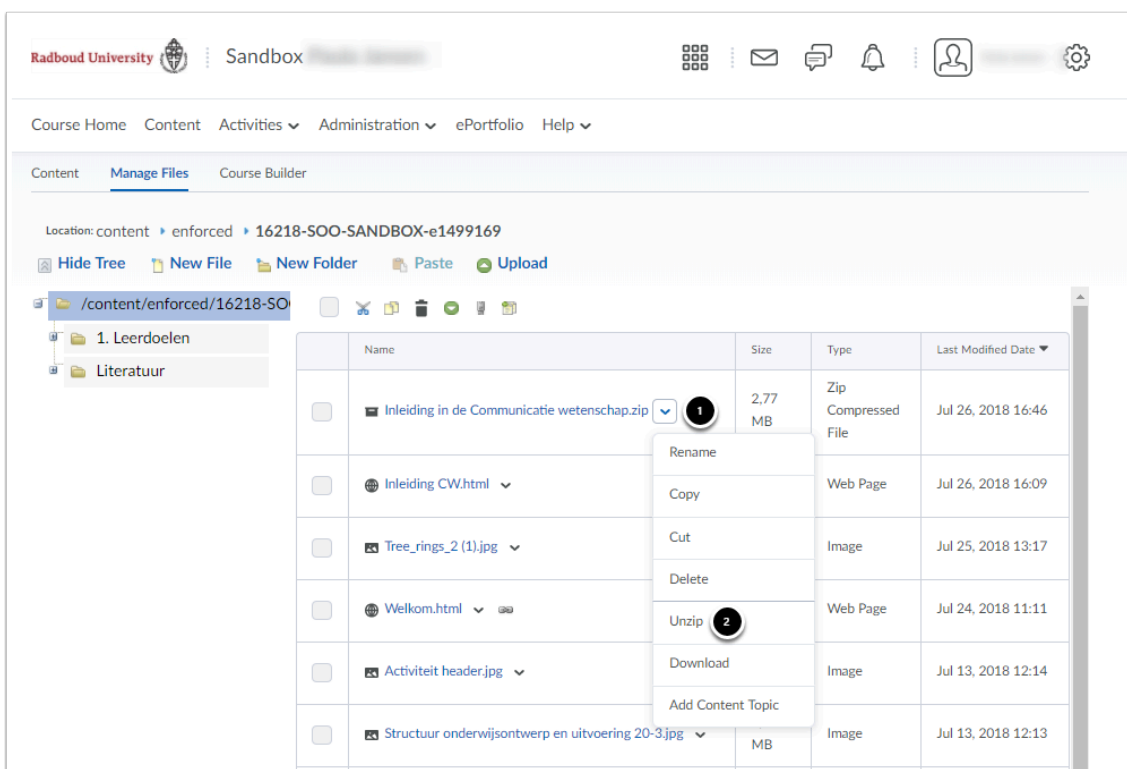 Radboud University Sandbox
Course Home Content Activities Administration ePortfolio Help
Content Manage Files Course Builder
Location: content enforced 16218-SOO-SANDBOX-e1499169
Hide Tree New File New Folder Paste Upload
/content/enforced/16218-SO
1. Leerdoelen
Literatuur
Name Size Type Last Modified Date
Inleiding in de Communicatie wetenschap.zip 1 2,77 MB Zip Compressed File Jul 26, 2018 16:46
Rename
Inleiding CW.html Web Page Jul 26, 2018 16:09
Copy
Cut
Tree_rings_2 (1).jpg Image Jul 25, 2018 13:17
Delete
Welkom.html Web Page Jul 24, 2018 11:11
Unzip 2
Download
Activiteit header.jpg Image Jul 13, 2018 12:14
Add Content Topic
Structuur onderwijsontwerp en uitvoering 20-3.jpg MB Image Jul 13, 2018 12:13